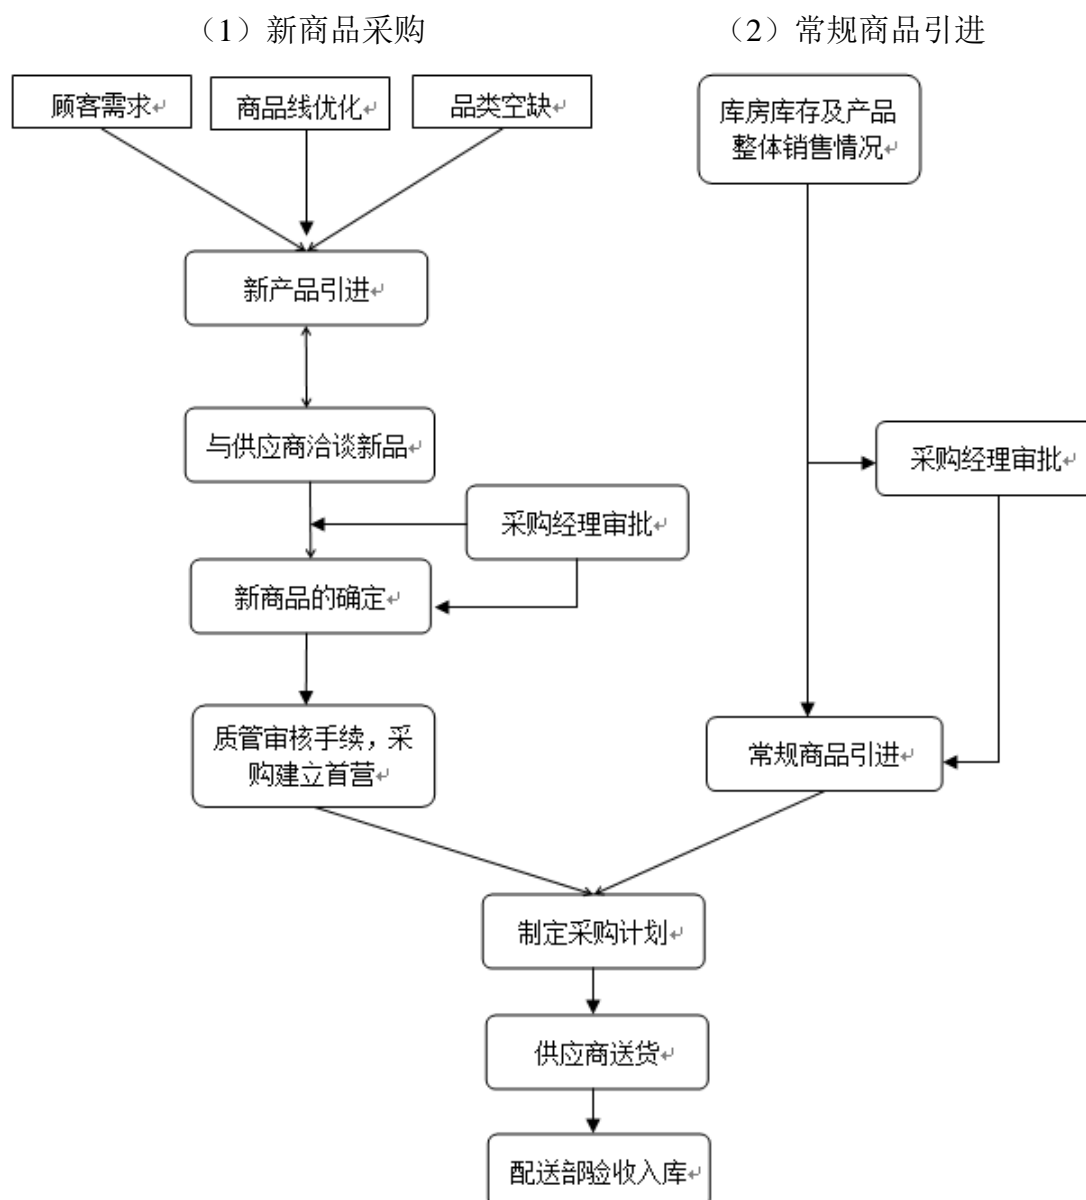 （1）新商品采购
（2）常规商品引进
顾客需求↵
商品线优化↵
品类空缺↵
库房库存及产品
整体销售情况↵
新产品引进↵
与供应商洽谈新品↵
采购经理审批↵
采购经理审批↵
新商品的确定↵
质管审核手续，采
购建立首营↵
常规商品引进↵
制定采购计划↵
供应商送货↵
配送部验收入库↵